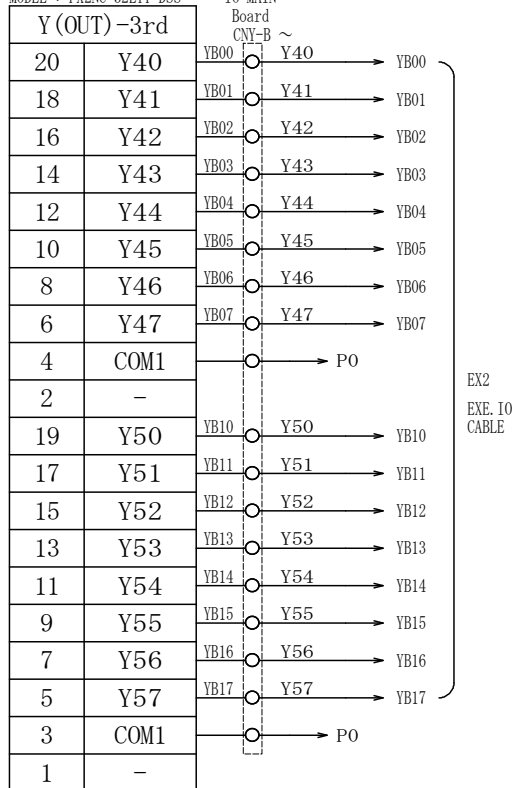 Board
Y(OUT)-3rd CNY-B ~
20 Y40 YB00 Y40 YB00
18 Y41 YB01 Y41 YB01
16 Y42 YB02 Y42 YB02
14 Y43 YB03 Y43 YB03
12 Y44 YB04 Y44 YB04
10 Y45 YB05 Y45 YB05
8 Y46 YB06 Y46 YB06
6 Y47 YB07 Y47 YB07
4 COM1 P0
EX2
2 -
EXE.IO
CABLE
19 Y50 YB10 Y50 YB10
17 Y51 YB11 Y51 YB11
15 Y52 YB12 Y52 YB12
13 Y53 YB13 Y53 YB13
11 Y54 YB14 Y54 YB14
9 Y55 YB15 Y55 YB15
7 Y56 YB16 Y56 YB16
5 Y57 YB17 Y57 YB17
3 COM1 P0
1 -